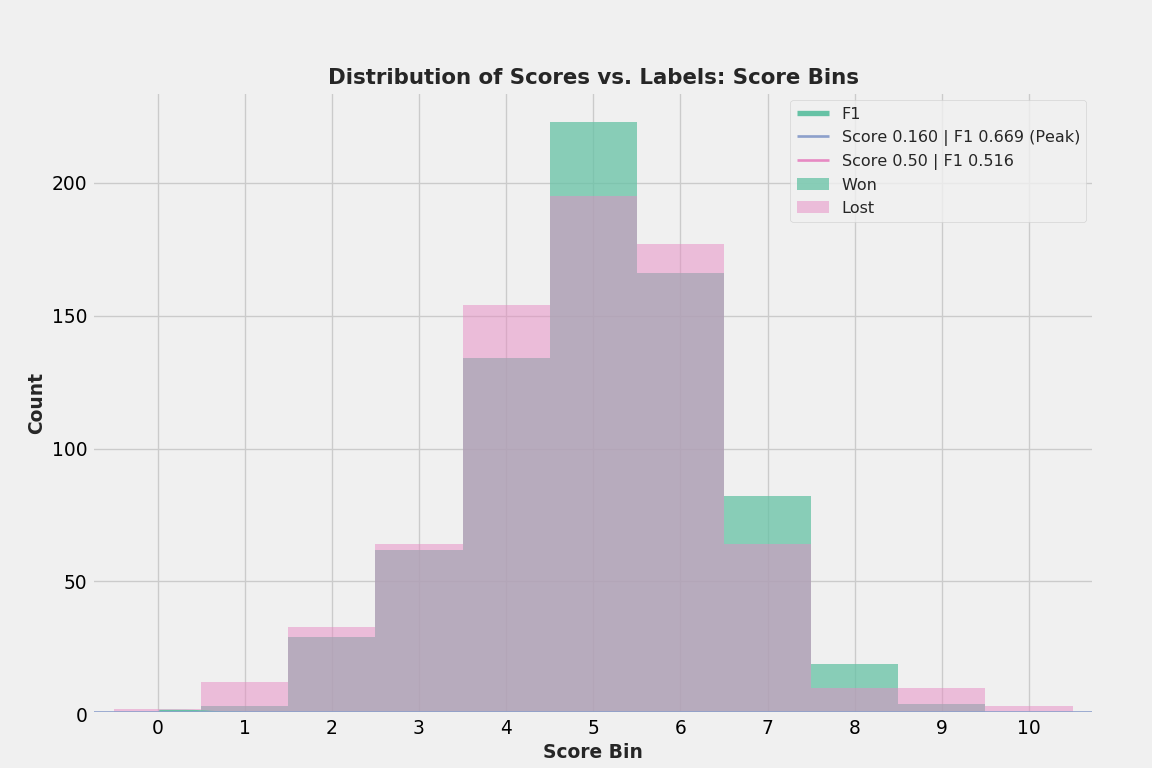 Distribution of Scores vs. Labels: Score Bins
F1
Score 0.160 | F1 0.669 (Peak)
Score 0.50 | F1 0.516
Won
Lost
200
150
100
50
0
Count
0 1 2 3 4 5 6 7 8 9 10
Score Bin